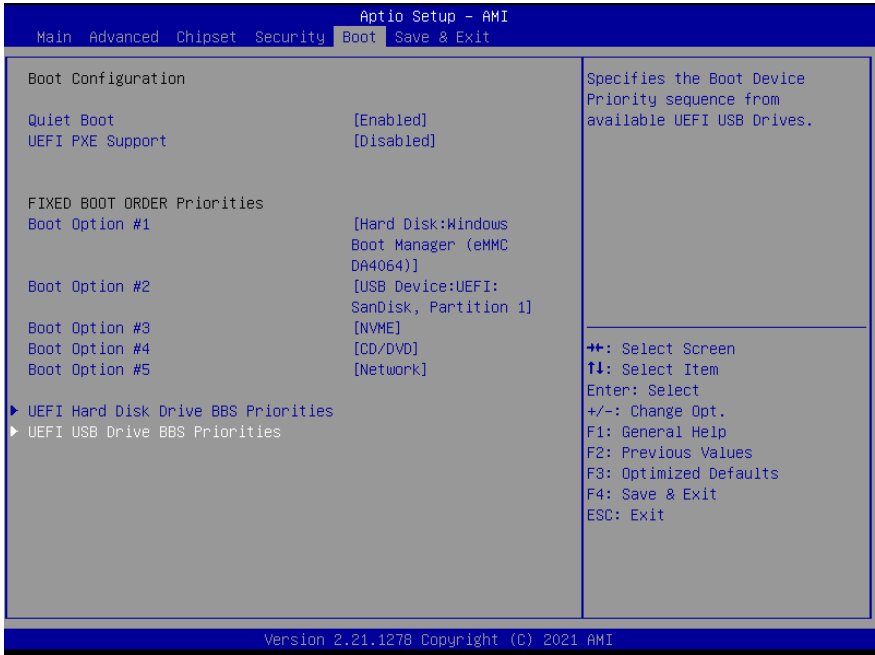 Aptio Setup – AMI
Main Advanced Chipset Security Boot Save & Exit
Boot Configuration
Quiet Boot [Enabled]
UEFI PXE Support [Disabled]
FIXED BOOT ORDER Priorities
Boot Option #1 [Hard Disk:Windows
Boot Manager (eMMC
DA4064)]
Boot Option #2 [USB Device:UEFI:
SanDisk, Partition 1]
Boot Option #3 [NVME]
Boot Option #4 [CD/DVD]
Boot Option #5 [Network]
UEFI Hard Disk Drive BBS Priorities
UEFI USB Drive BBS Priorities
Specifies the Boot Device
Priority sequence from
available UEFI USB Drives.
→←: Select Screen
↑↓: Select Item
Enter: Select
+/-: Change Opt.
F1: General Help
F2: Previous Values
F3: Optimized Defaults
F4: Save & Exit
ESC: Exit
Version 2.21.1278 Copyright (C) 2021 AMI